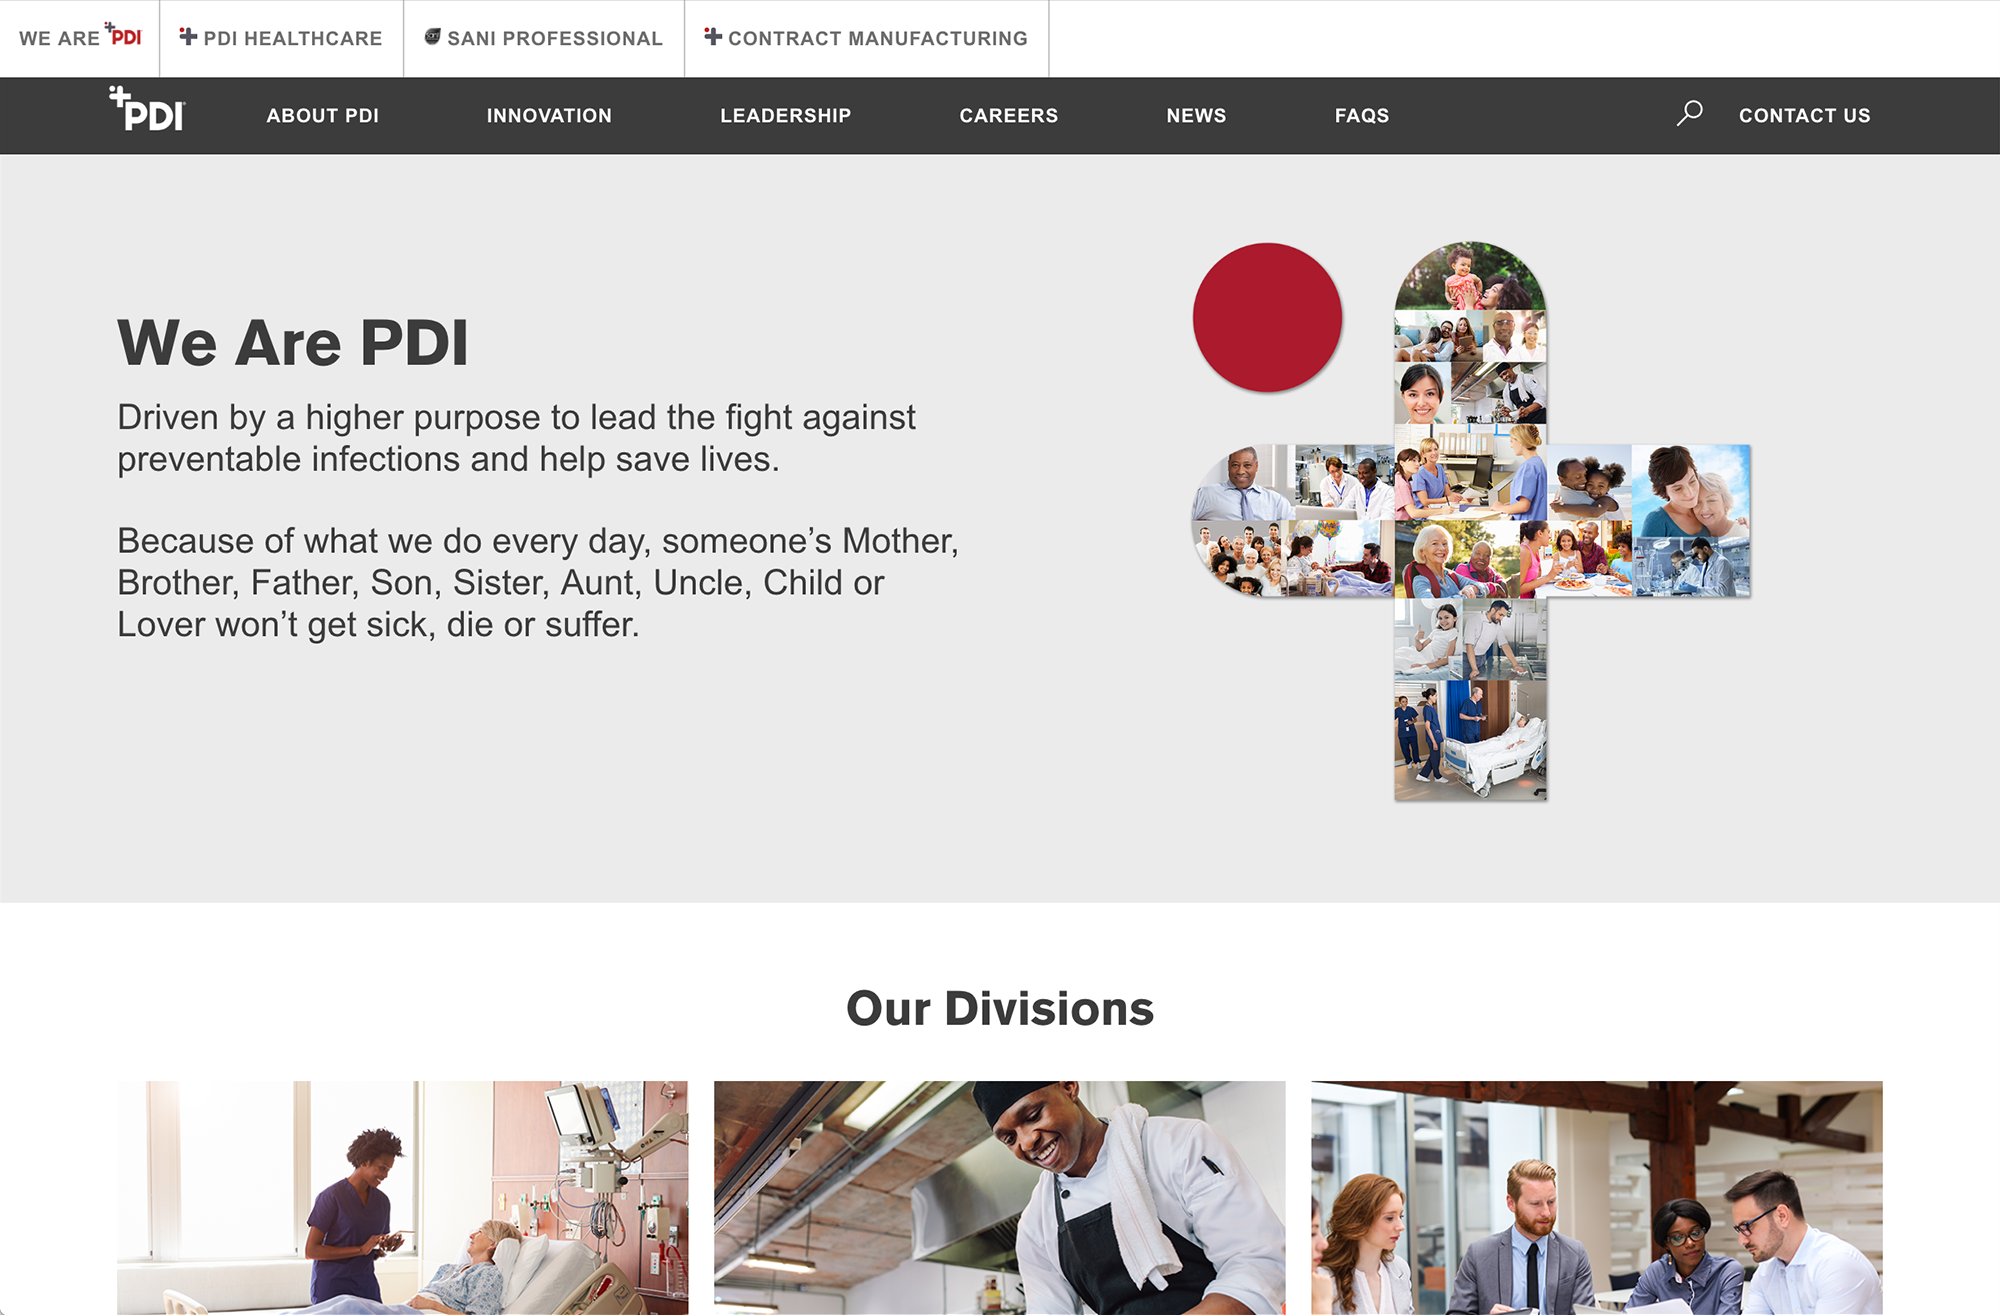 WE ARE PDI
PDI HEALTHCARE
SANI PROFESSIONAL
CONTRACT MANUFACTURING
PDI
ABOUT PDI
INNOVATION
LEADERSHIP
CAREERS
NEWS
FAQS
CONTACT US
We Are PDI
Driven by a higher purpose to lead the fight against
preventable infections and help save lives.
Because of what we do every day, someone’s Mother,
Brother, Father, Son, Sister, Aunt, Uncle, Child or
Lover won’t get sick, die or suffer.
Our Divisions